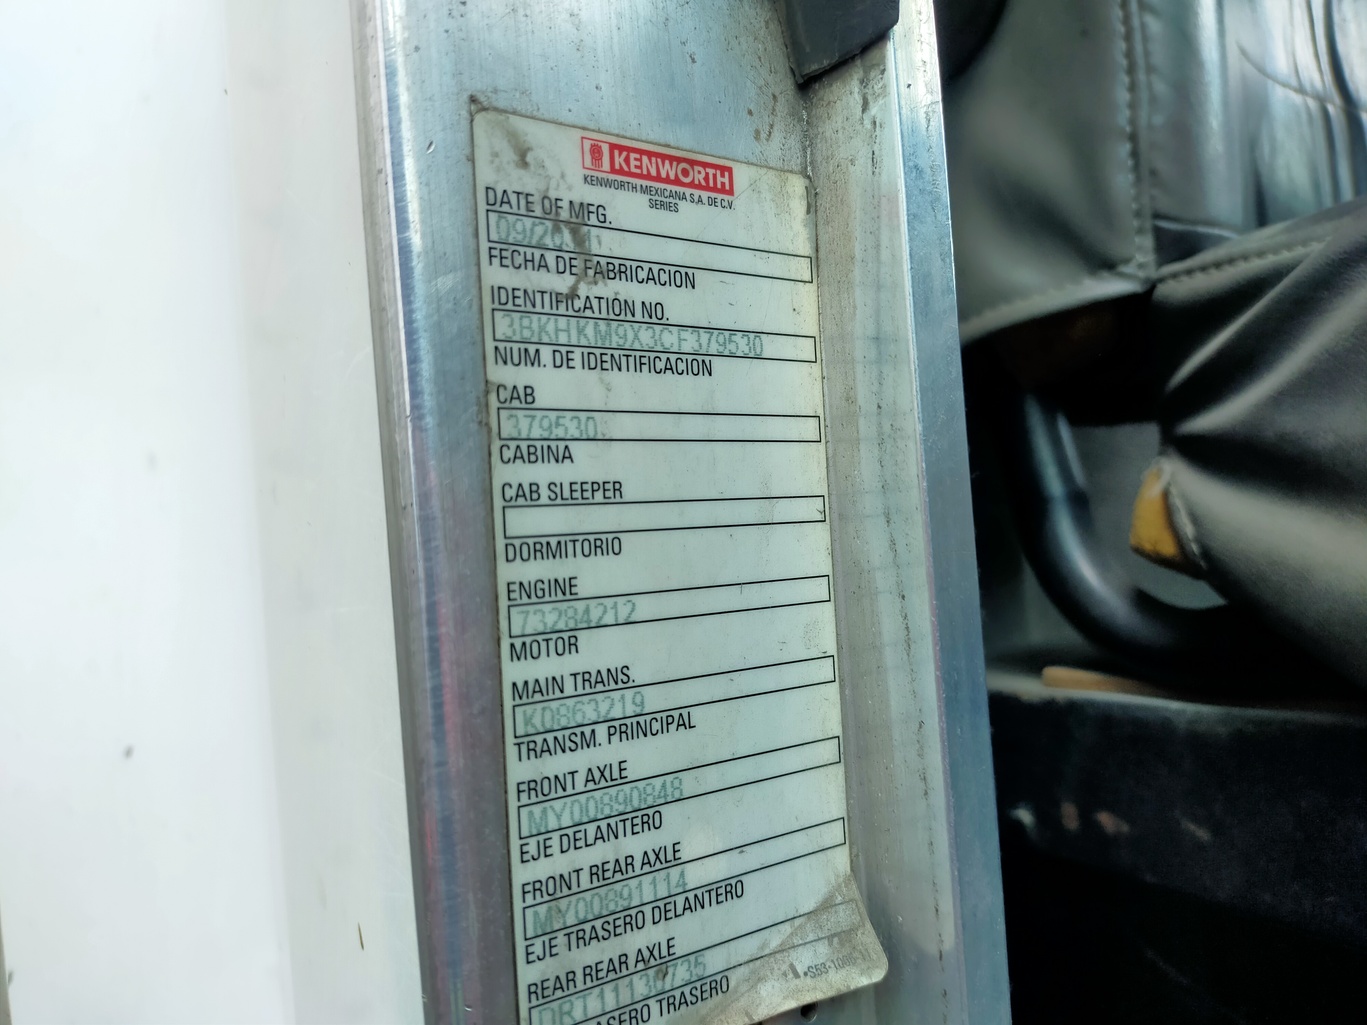 KENWORTH
KENWORTH MEXICANA S.A. DE C.V.
SERIES
DATE OF MFG.
FECHA DE FABRICACION
IDENTIFICATION NO.
3BKHKM9X3CF379530
NUM. DE IDENTIFICACION
CAB
379530
CABINA
CAB SLEEPER
DORMITORIO
ENGINE
73284212
MOTOR
MAIN TRANS.
K0863219
TRANSM. PRINCIPAL
FRONT AXLE
MY00890848
EJE DELANTERO
FRONT REAR AXLE
MY00891114
EJE TRASERO DELANTERO
REAR REAR AXLE
TRASERO